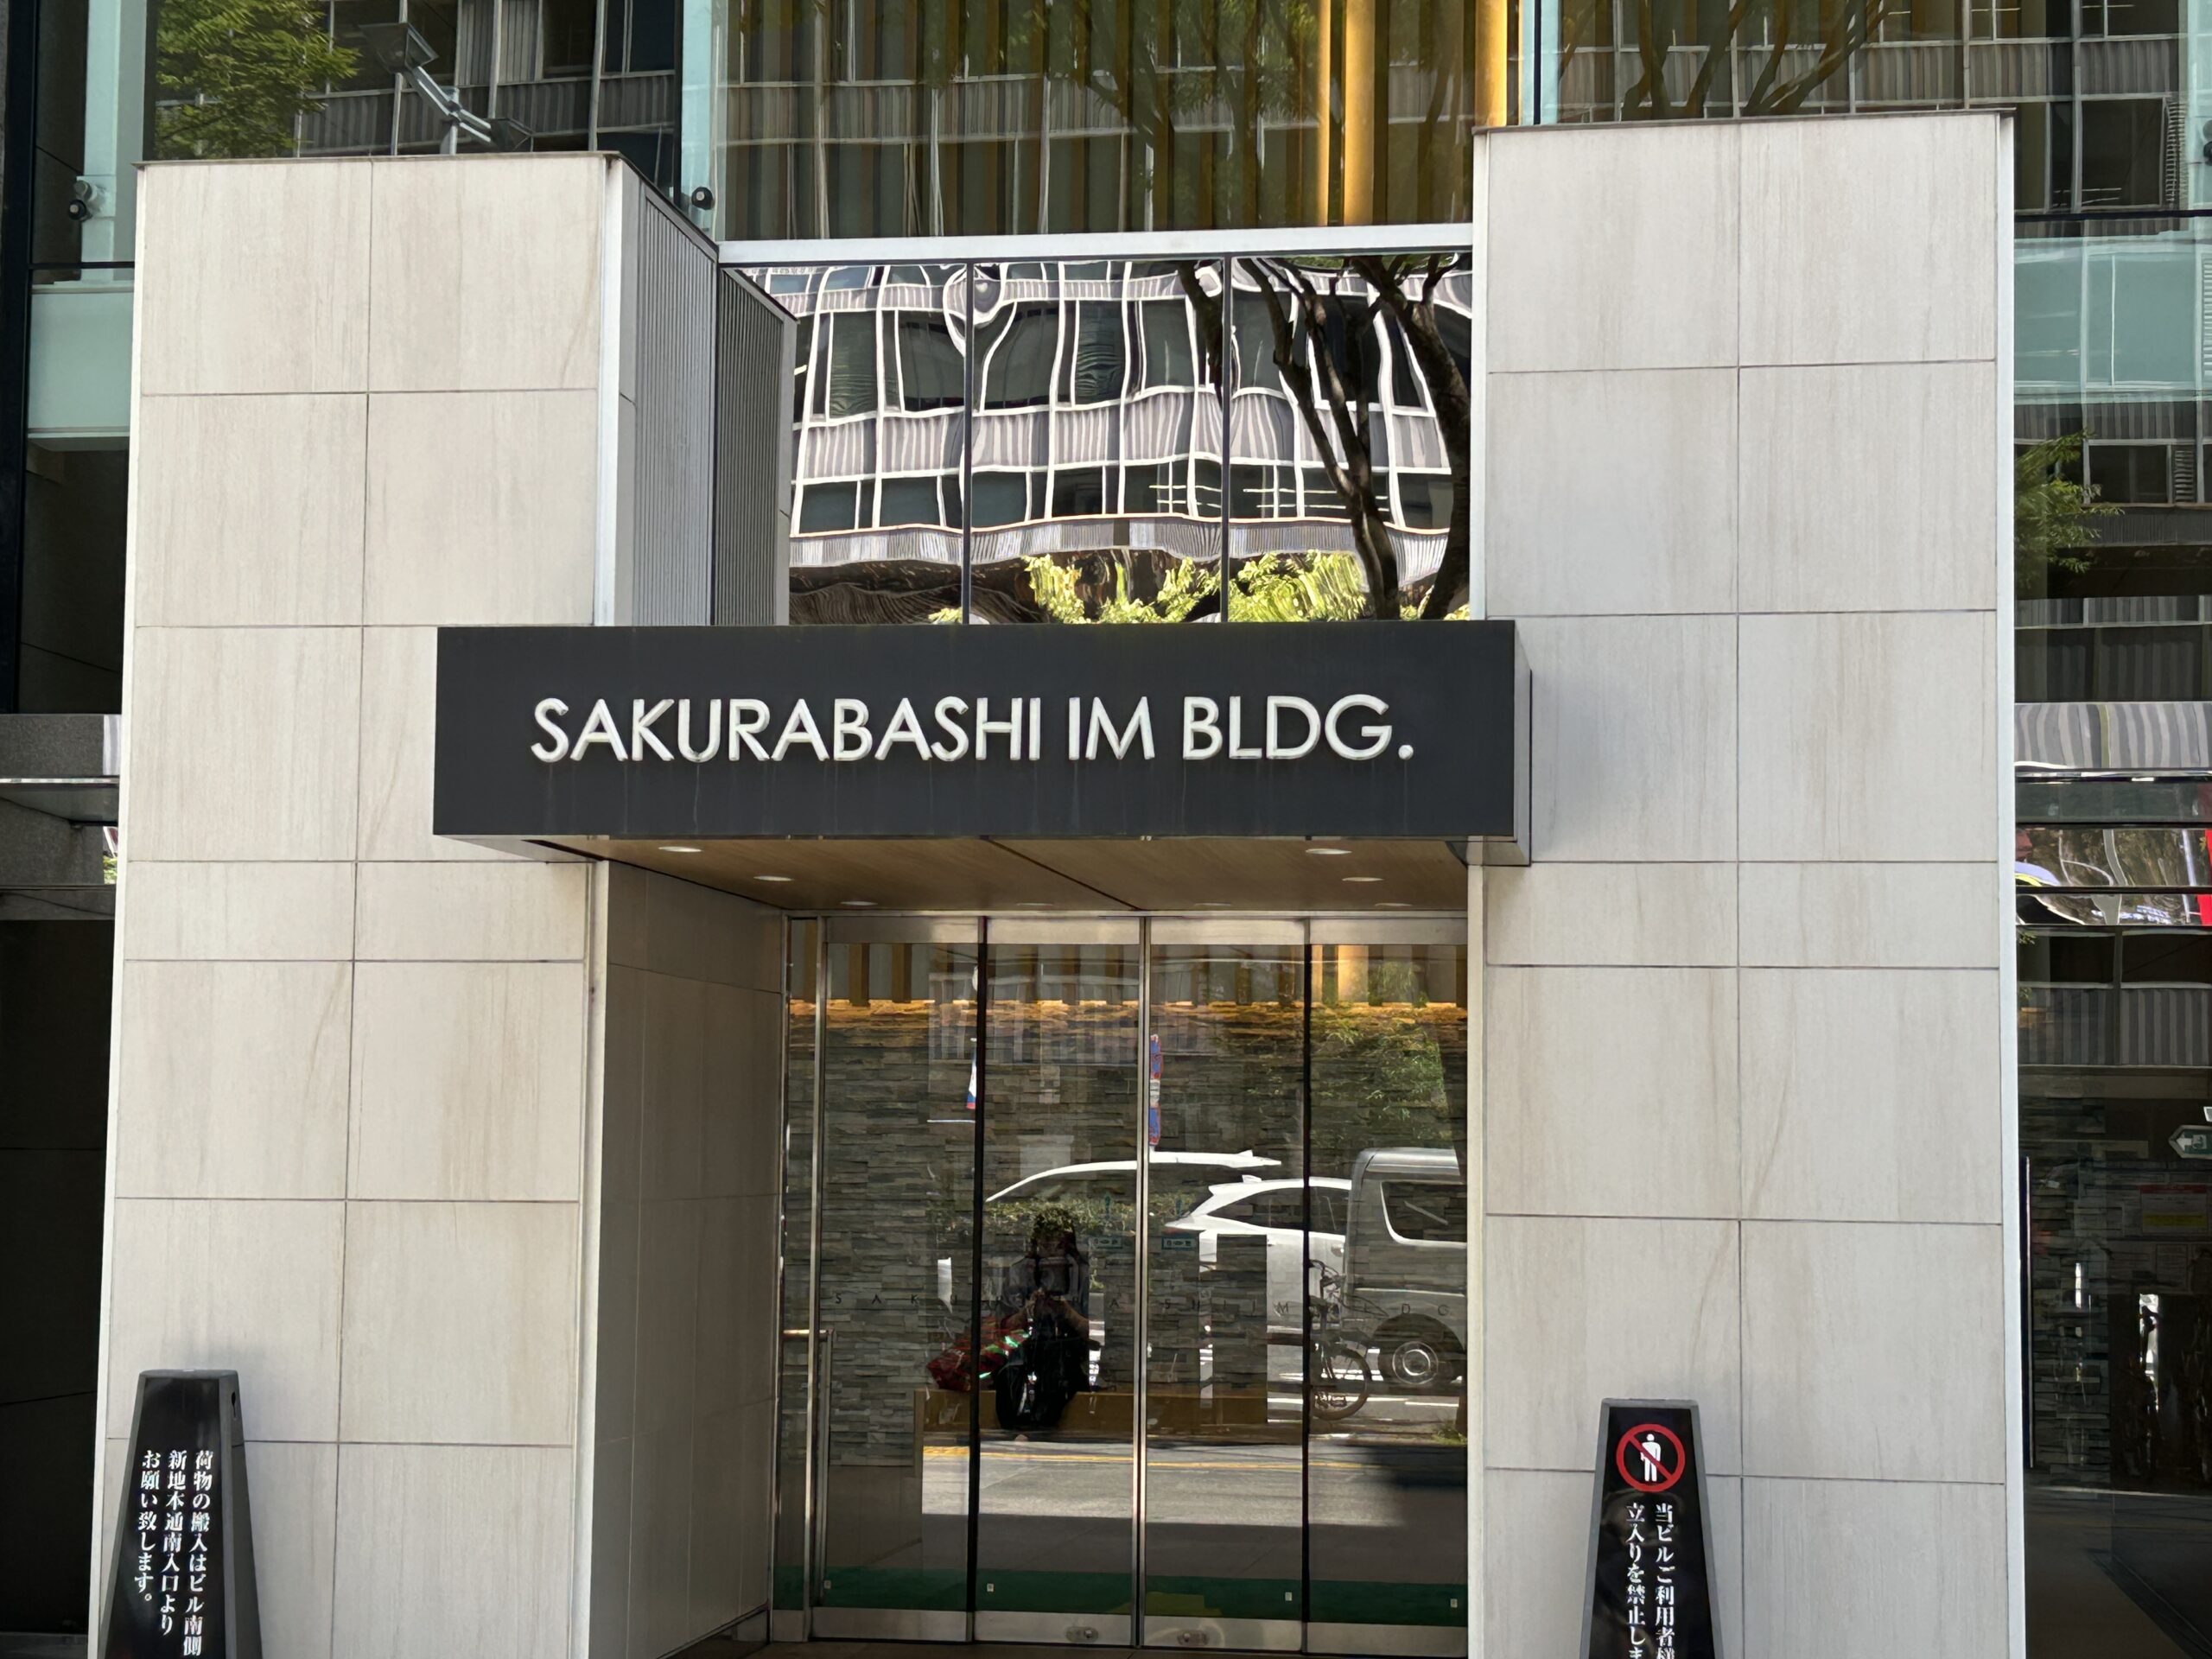 SAKURABASHI IM BLDG.
荷物の搬入はビル南側
新地本通南入口より
お願い致します。
当ビルご利用者様
立入りを禁止しま